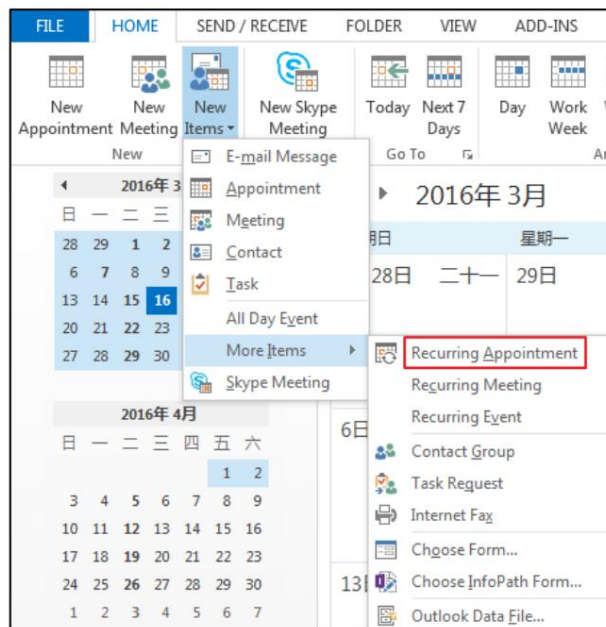 FILE HOME SEND / RECEIVE FOLDER VIEW ADD-INS
New Appointment
New Meeting
New Items
New Skype Meeting
Today
Next 7 Days
Day
Work Week
New
Go To
E-mail Message
Appointment
Meeting
Contact
Task
All Day Event
More Items
Skype Meeting
Recurring Appointment
Recurring Meeting
Recurring Event
Contact Group
Task Request
Internet Fax
Choose Form...
Choose InfoPath Form...
Outlook Data File...
2016年 3
日 一 二 三
28 29 1 2
6 7 8 9
13 14 15 16
20 21 22 23
27 28 29 30
2016年 4月
日 一 二 三 四 五 六
1 2
3 4 5 6 7 8 9
10 11 12 13 14 15 16
17 18 19 20 21 22 23
24 25 26 27 28 29 30
1 2 3 4 5 6 7
2016年 3月
期日 星期一
28日 二十一 29日
6日
13